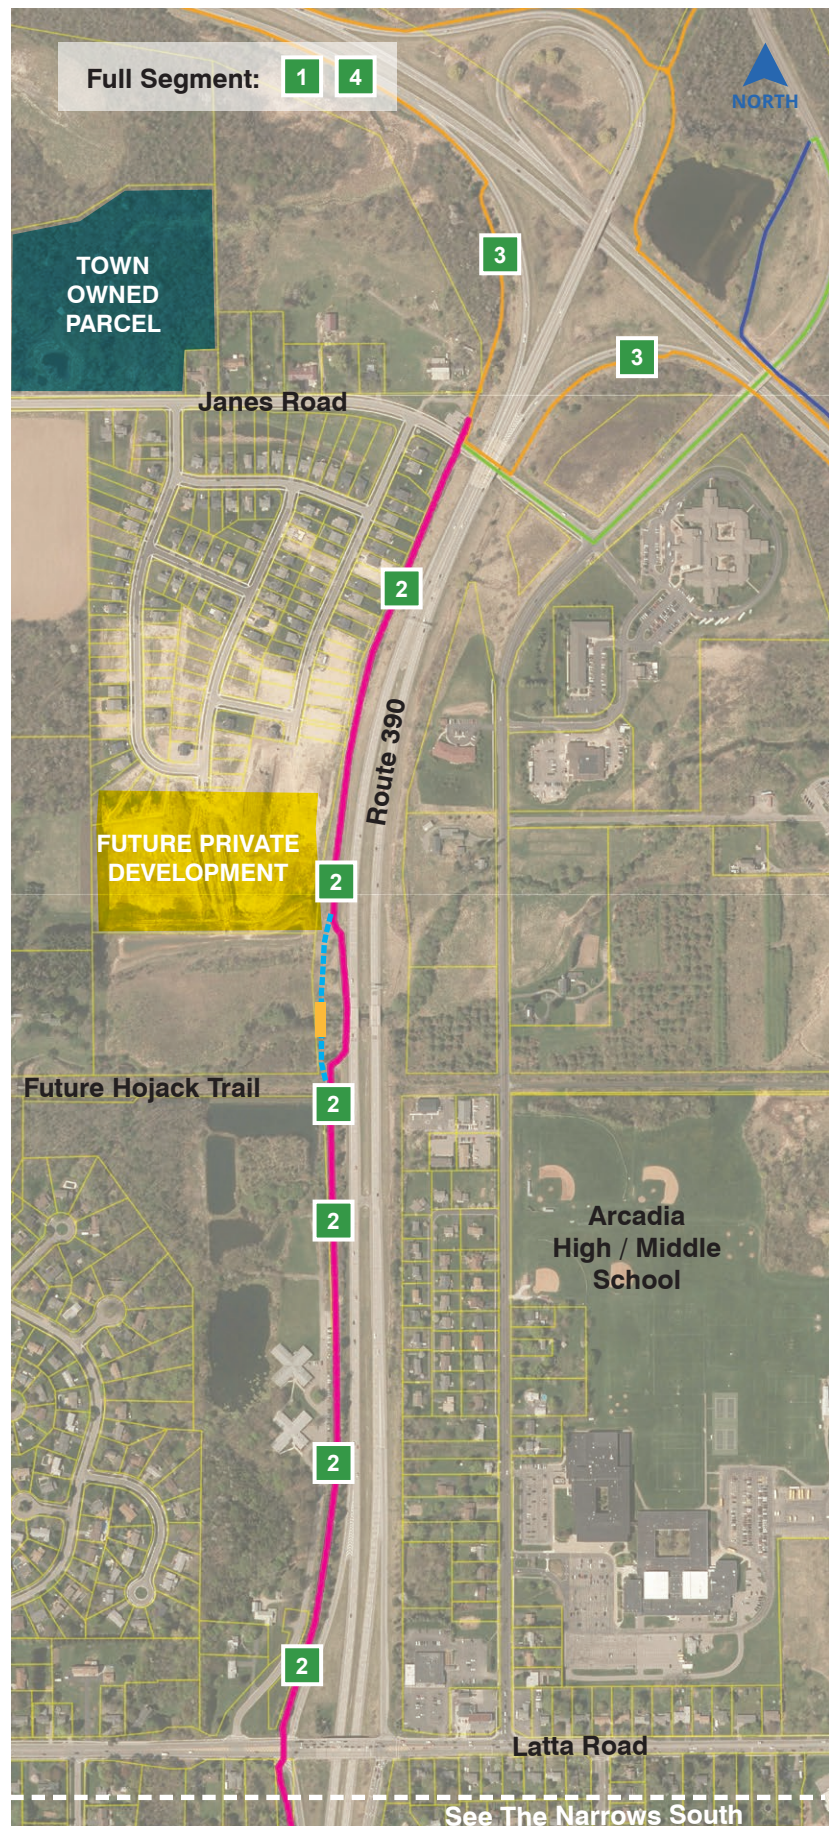 Full Segment: 1 4
NORTH
3
TOWN
OWNED
PARCEL
3
Janes Road
2
Route 390
FUTURE PRIVATE
DEVELOPMENT
2
Future Hojack Trail
2
2
Arcadia
High / Middle
School
2
2
Latta Road
See The Narrows South